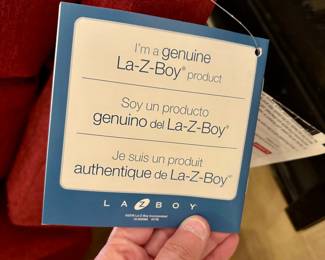 I'm a genuine
La-Z-Boy® product
Soy un producto
genuino del La-Z-Boy®
Je suis un produit
authentique de La-Z-Boy
LA Z BOY